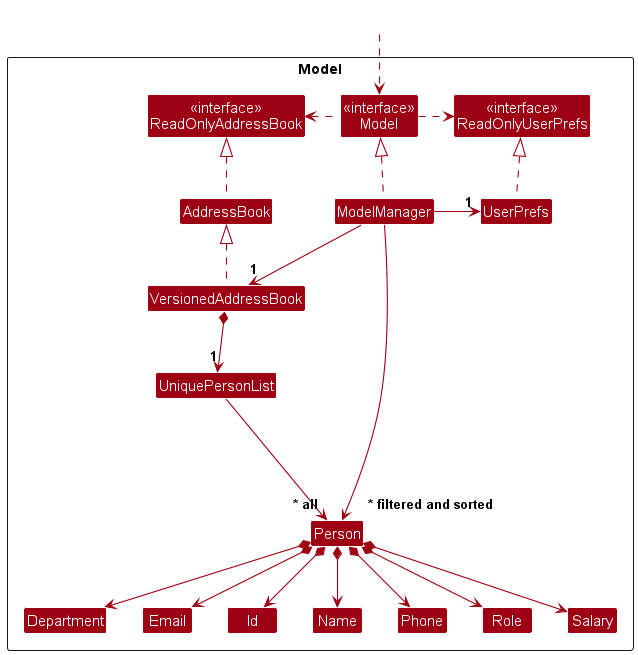 Model
«interface»
ReadOnlyAddressBook
«interface»
Model
«interface»
ReadOnlyUserPrefs
AddressBook
ModelManager
1
UserPrefs
1
VersionedAddressBook
1
UniquePersonList
* all
* filtered and sorted
Person
Department
Email
Id
Name
Phone
Role
Salary